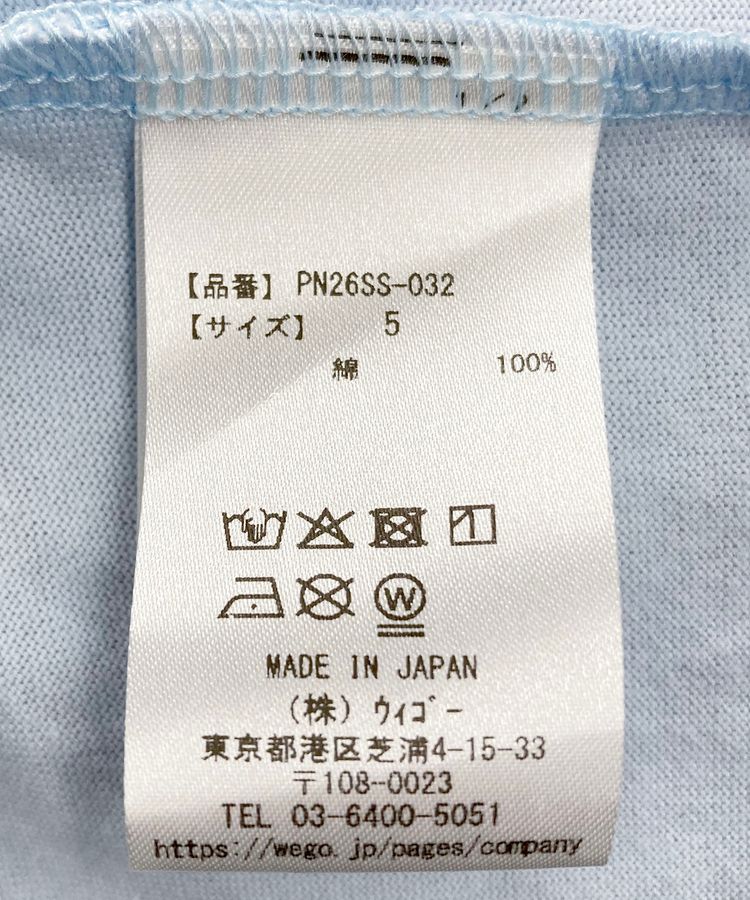 【品番】 PN26SS-032
【サイズ】 5
綿 100%
W
MADE IN JAPAN
(株) ｳｨｺﾞｰ
東京都港区芝浦4-15-33
〒108-0023
TEL 03-6400-5051
https://wego.jp/pages/company